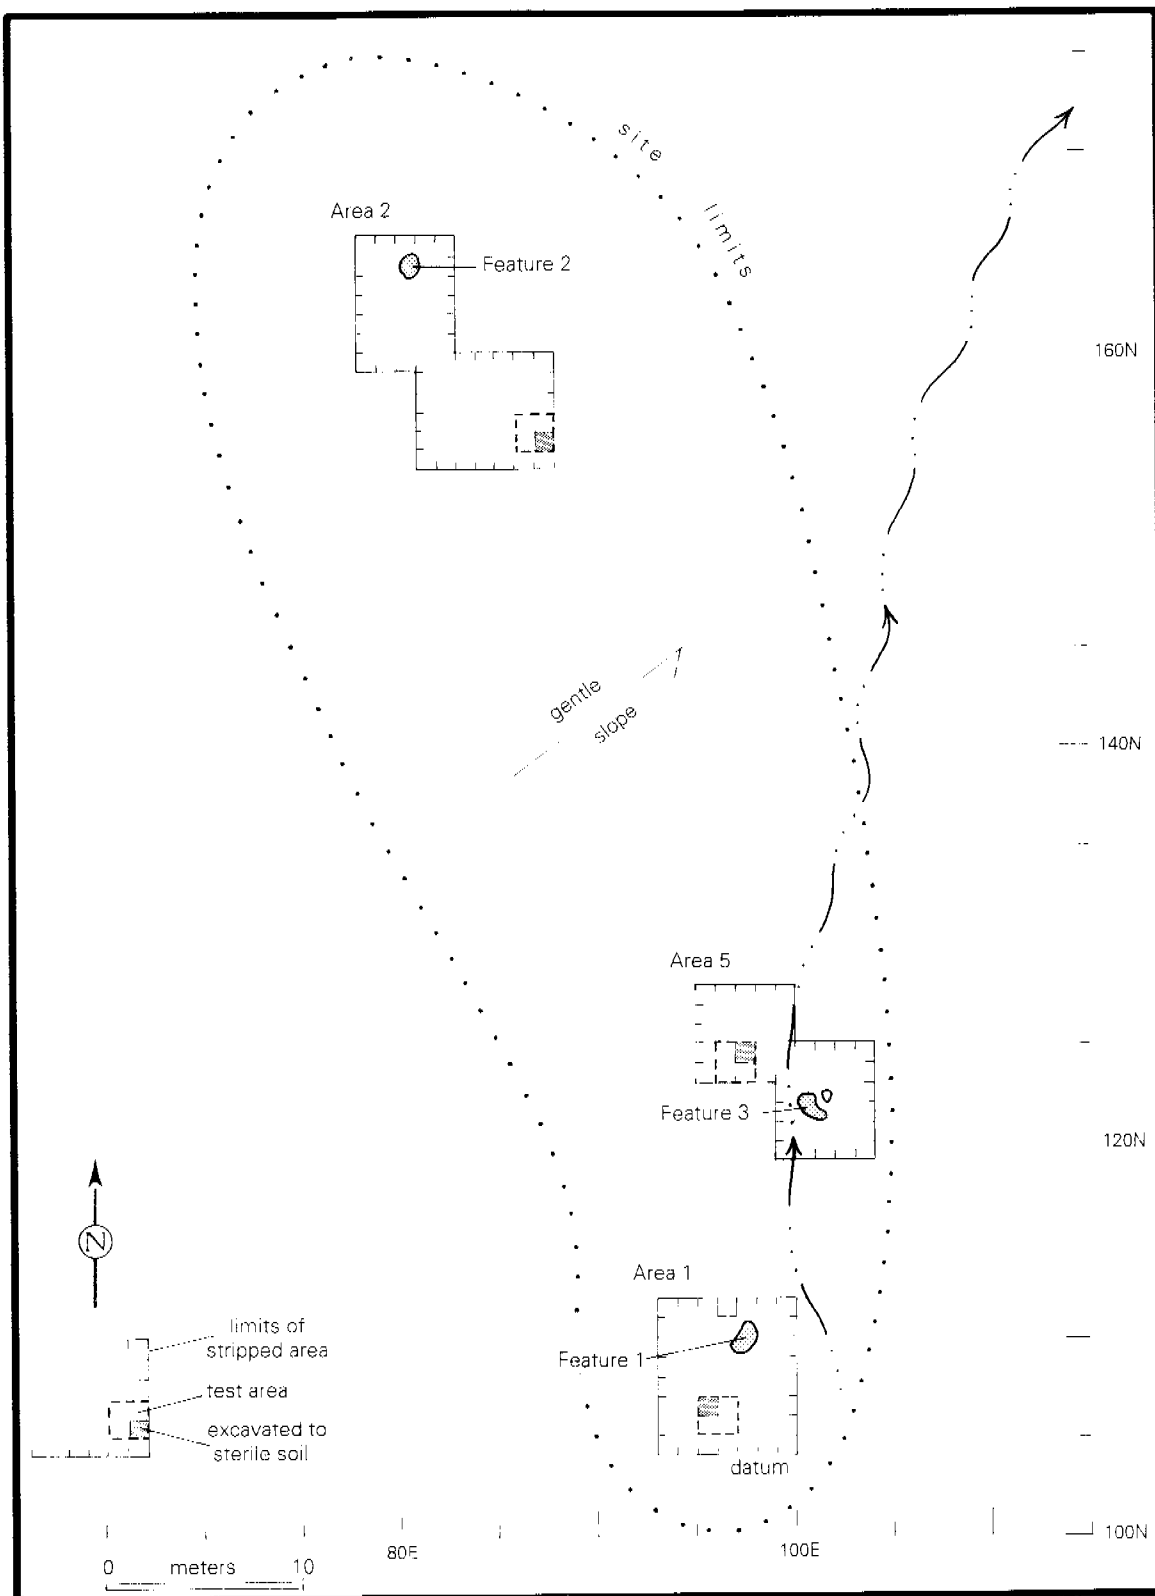 site
limits
Area 2
Feature 2
160N
gentle
slope
140N
Area 5
Feature 3
120N
N
Area 1
limits of
stripped area
Feature 1
test area
excavated to
sterile soil
datum
100N
80E
100E
0 meters 10